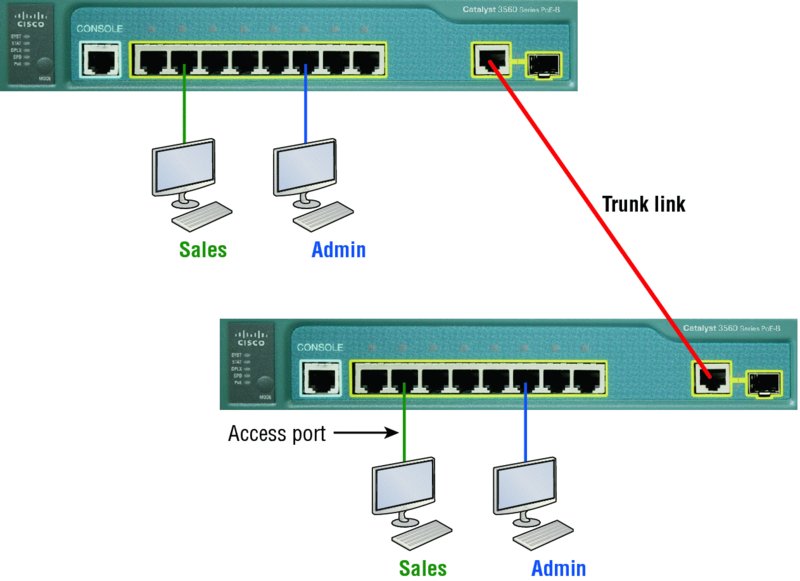 Catalyst 3560 Series PoE-8
CISCO
CONSOLE
SYST
STAT
DPLX
SPD
PoE
MODE
Sales
Admin
Trunk link
Catalyst 3560 Series PoE-8
CISCO
CONSOLE
SYST
STAT
DPLX
SPD
PoE
MODE
Access port
Sales
Admin